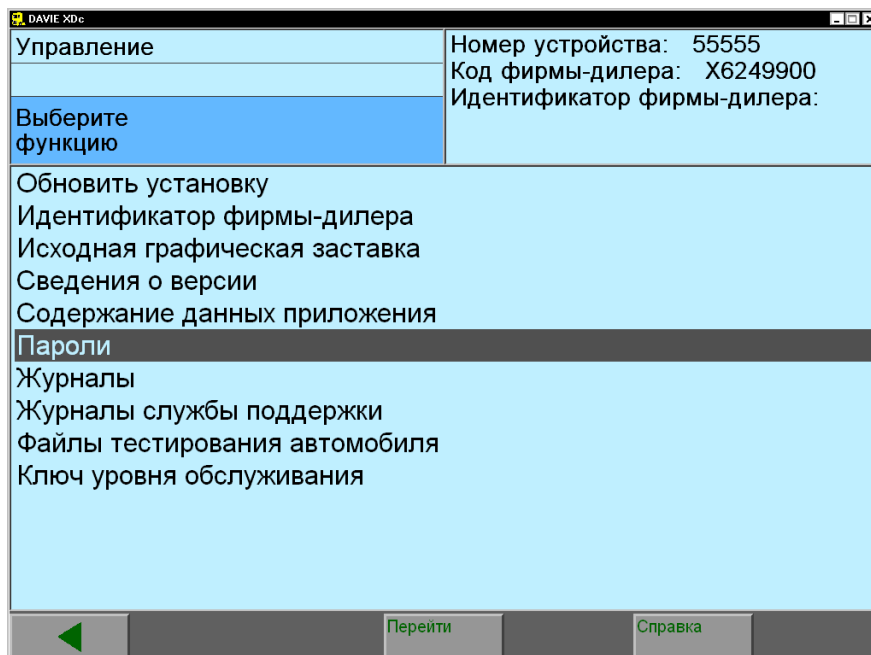 DAVIE XDc
Управление
Выберите
функцию
Номер устройства: 55555
Код фирмы-дилера: X6249900
Идентификатор фирмы-дилера:
Обновить установку
Идентификатор фирмы-дилера
Исходная графическая заставка
Сведения о версии
Содержание данных приложения
Пароли
Журналы
Журналы службы поддержки
Файлы тестирования автомобиля
Ключ уровня обслуживания
Перейти
Справка